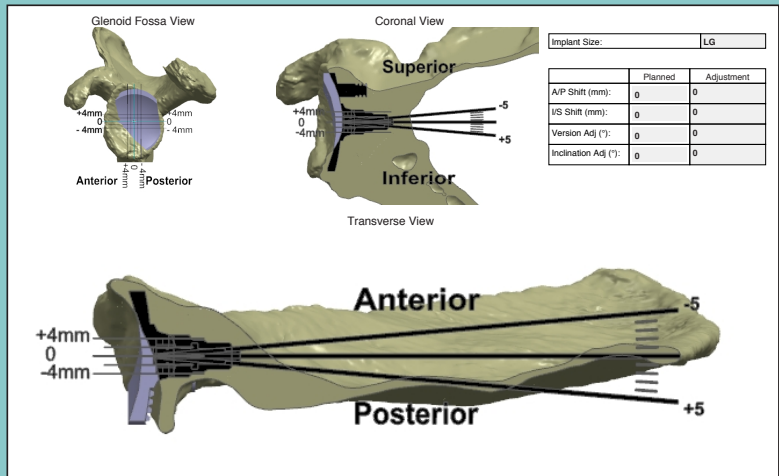 Glenoid Fossa View
+4mm
0
- 4mm
+4mm
0
- 4mm
Anterior
+4mm
0
- 4mm
Posterior
Coronal View
Superior
+4mm
0
-4mm
-5
+5
Inferior
Implant Size: LG
Planned Adjustment
A/P Shift (mm): 0 0
I/S Shift (mm): 0 0
Version Adj (°): 0 0
Inclination Adj (°): 0 0
Transverse View
Anterior
-5
+4mm
0
-4mm
Posterior
+5